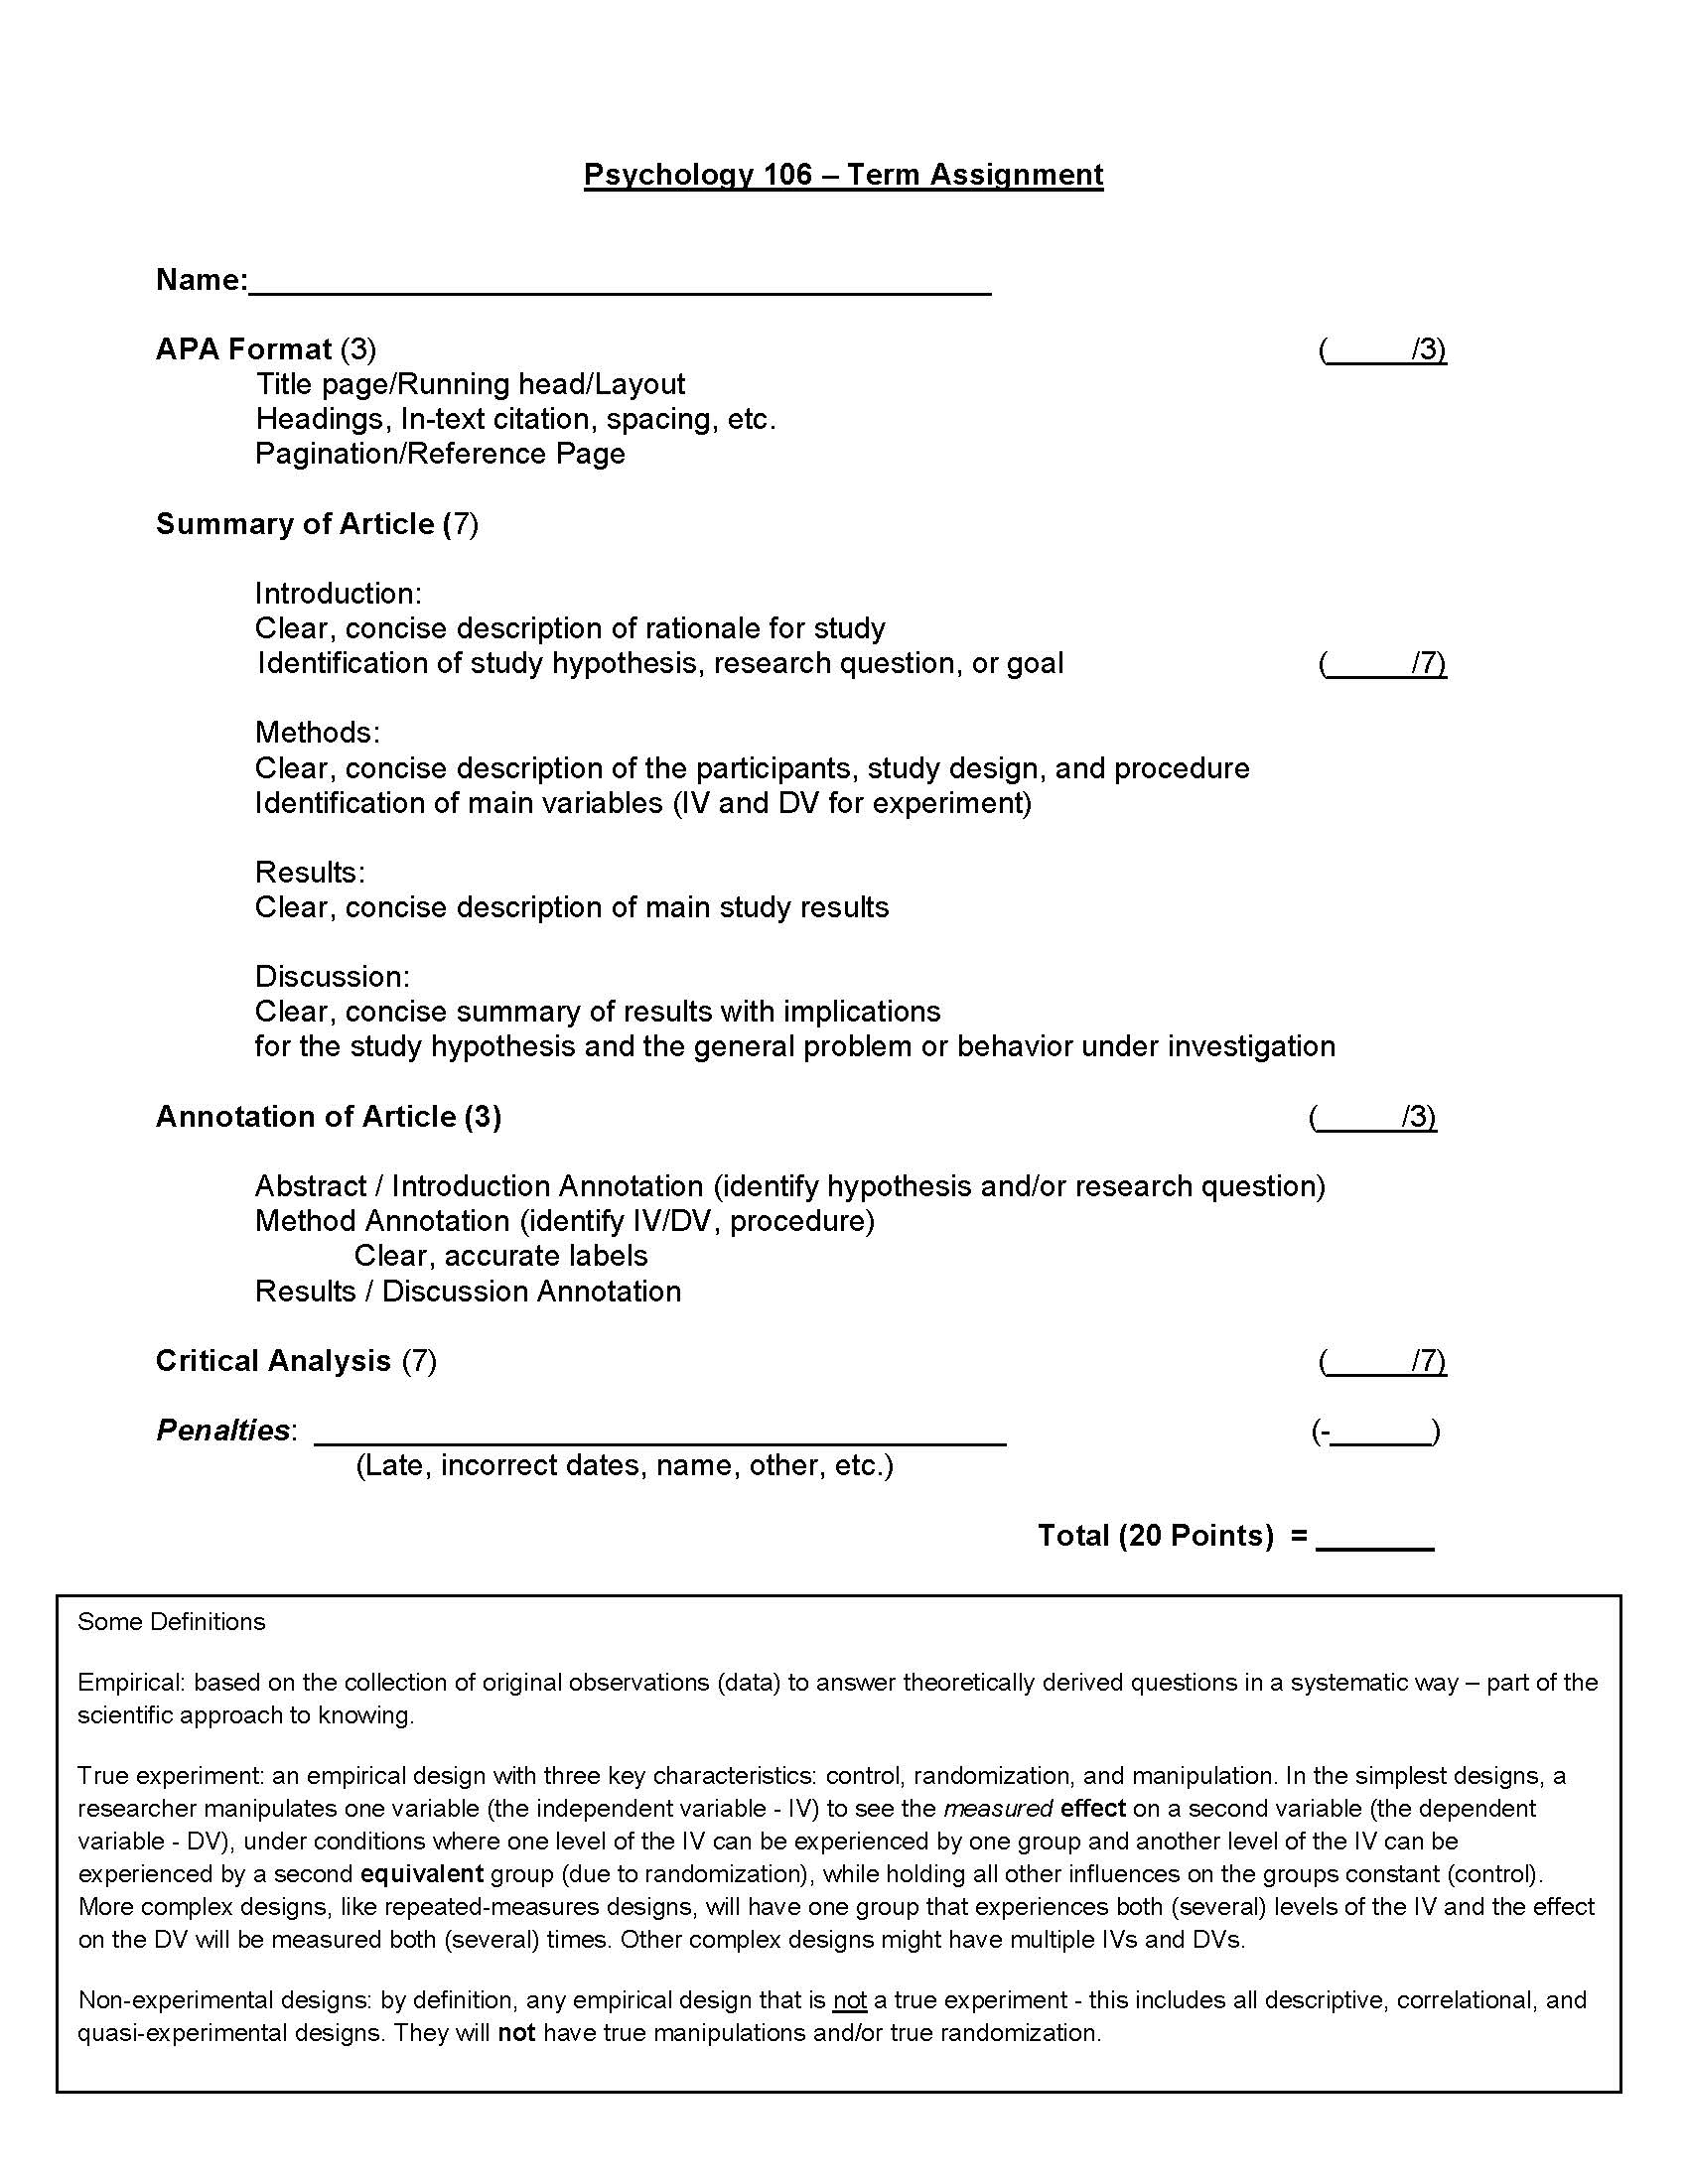 Psychology 106 – Term Assignment
Name:
APA Format (3) ( /3)
Title page/Running head/Layout
Headings, In-text citation, spacing, etc.
Pagination/Reference Page
Summary of Article (7)
Introduction:
Clear, concise description of rationale for study
Identification of study hypothesis, research question, or goal ( /7)
Methods:
Clear, concise description of the participants, study design, and procedure
Identification of main variables (IV and DV for experiment)
Results:
Clear, concise description of main study results
Discussion:
Clear, concise summary of results with implications
for the study hypothesis and the general problem or behavior under investigation
Annotation of Article (3) ( /3)
Abstract / Introduction Annotation (identify hypothesis and/or research question)
Method Annotation (identify IV/DV, procedure)
Clear, accurate labels
Results / Discussion Annotation
Critical Analysis (7) ( /7)
Penalties: (- )
(Late, incorrect dates, name, other, etc.)
Total (20 Points) =
Some Definitions
Empirical: based on the collection of original observations (data) to answer theoretically derived questions in a systematic way – part of the
scientific approach to knowing.
True experiment: an empirical design with three key characteristics: control, randomization, and manipulation. In the simplest designs, a
researcher manipulates one variable (the independent variable - IV) to see the measured effect on a second variable (the dependent
variable - DV), under conditions where one level of the IV can be experienced by one group and another level of the IV can be
experienced by a second equivalent group (due to randomization), while holding all other influences on the groups constant (control).
More complex designs, like repeated-measures designs, will have one group that experiences both (several) levels of the IV and the effect
on the DV will be measured both (several) times. Other complex designs might have multiple IVs and DVs.
Non-experimental designs: by definition, any empirical design that is not a true experiment - this includes all descriptive, correlational, and
quasi-experimental designs. They will not have true manipulations and/or true randomization.